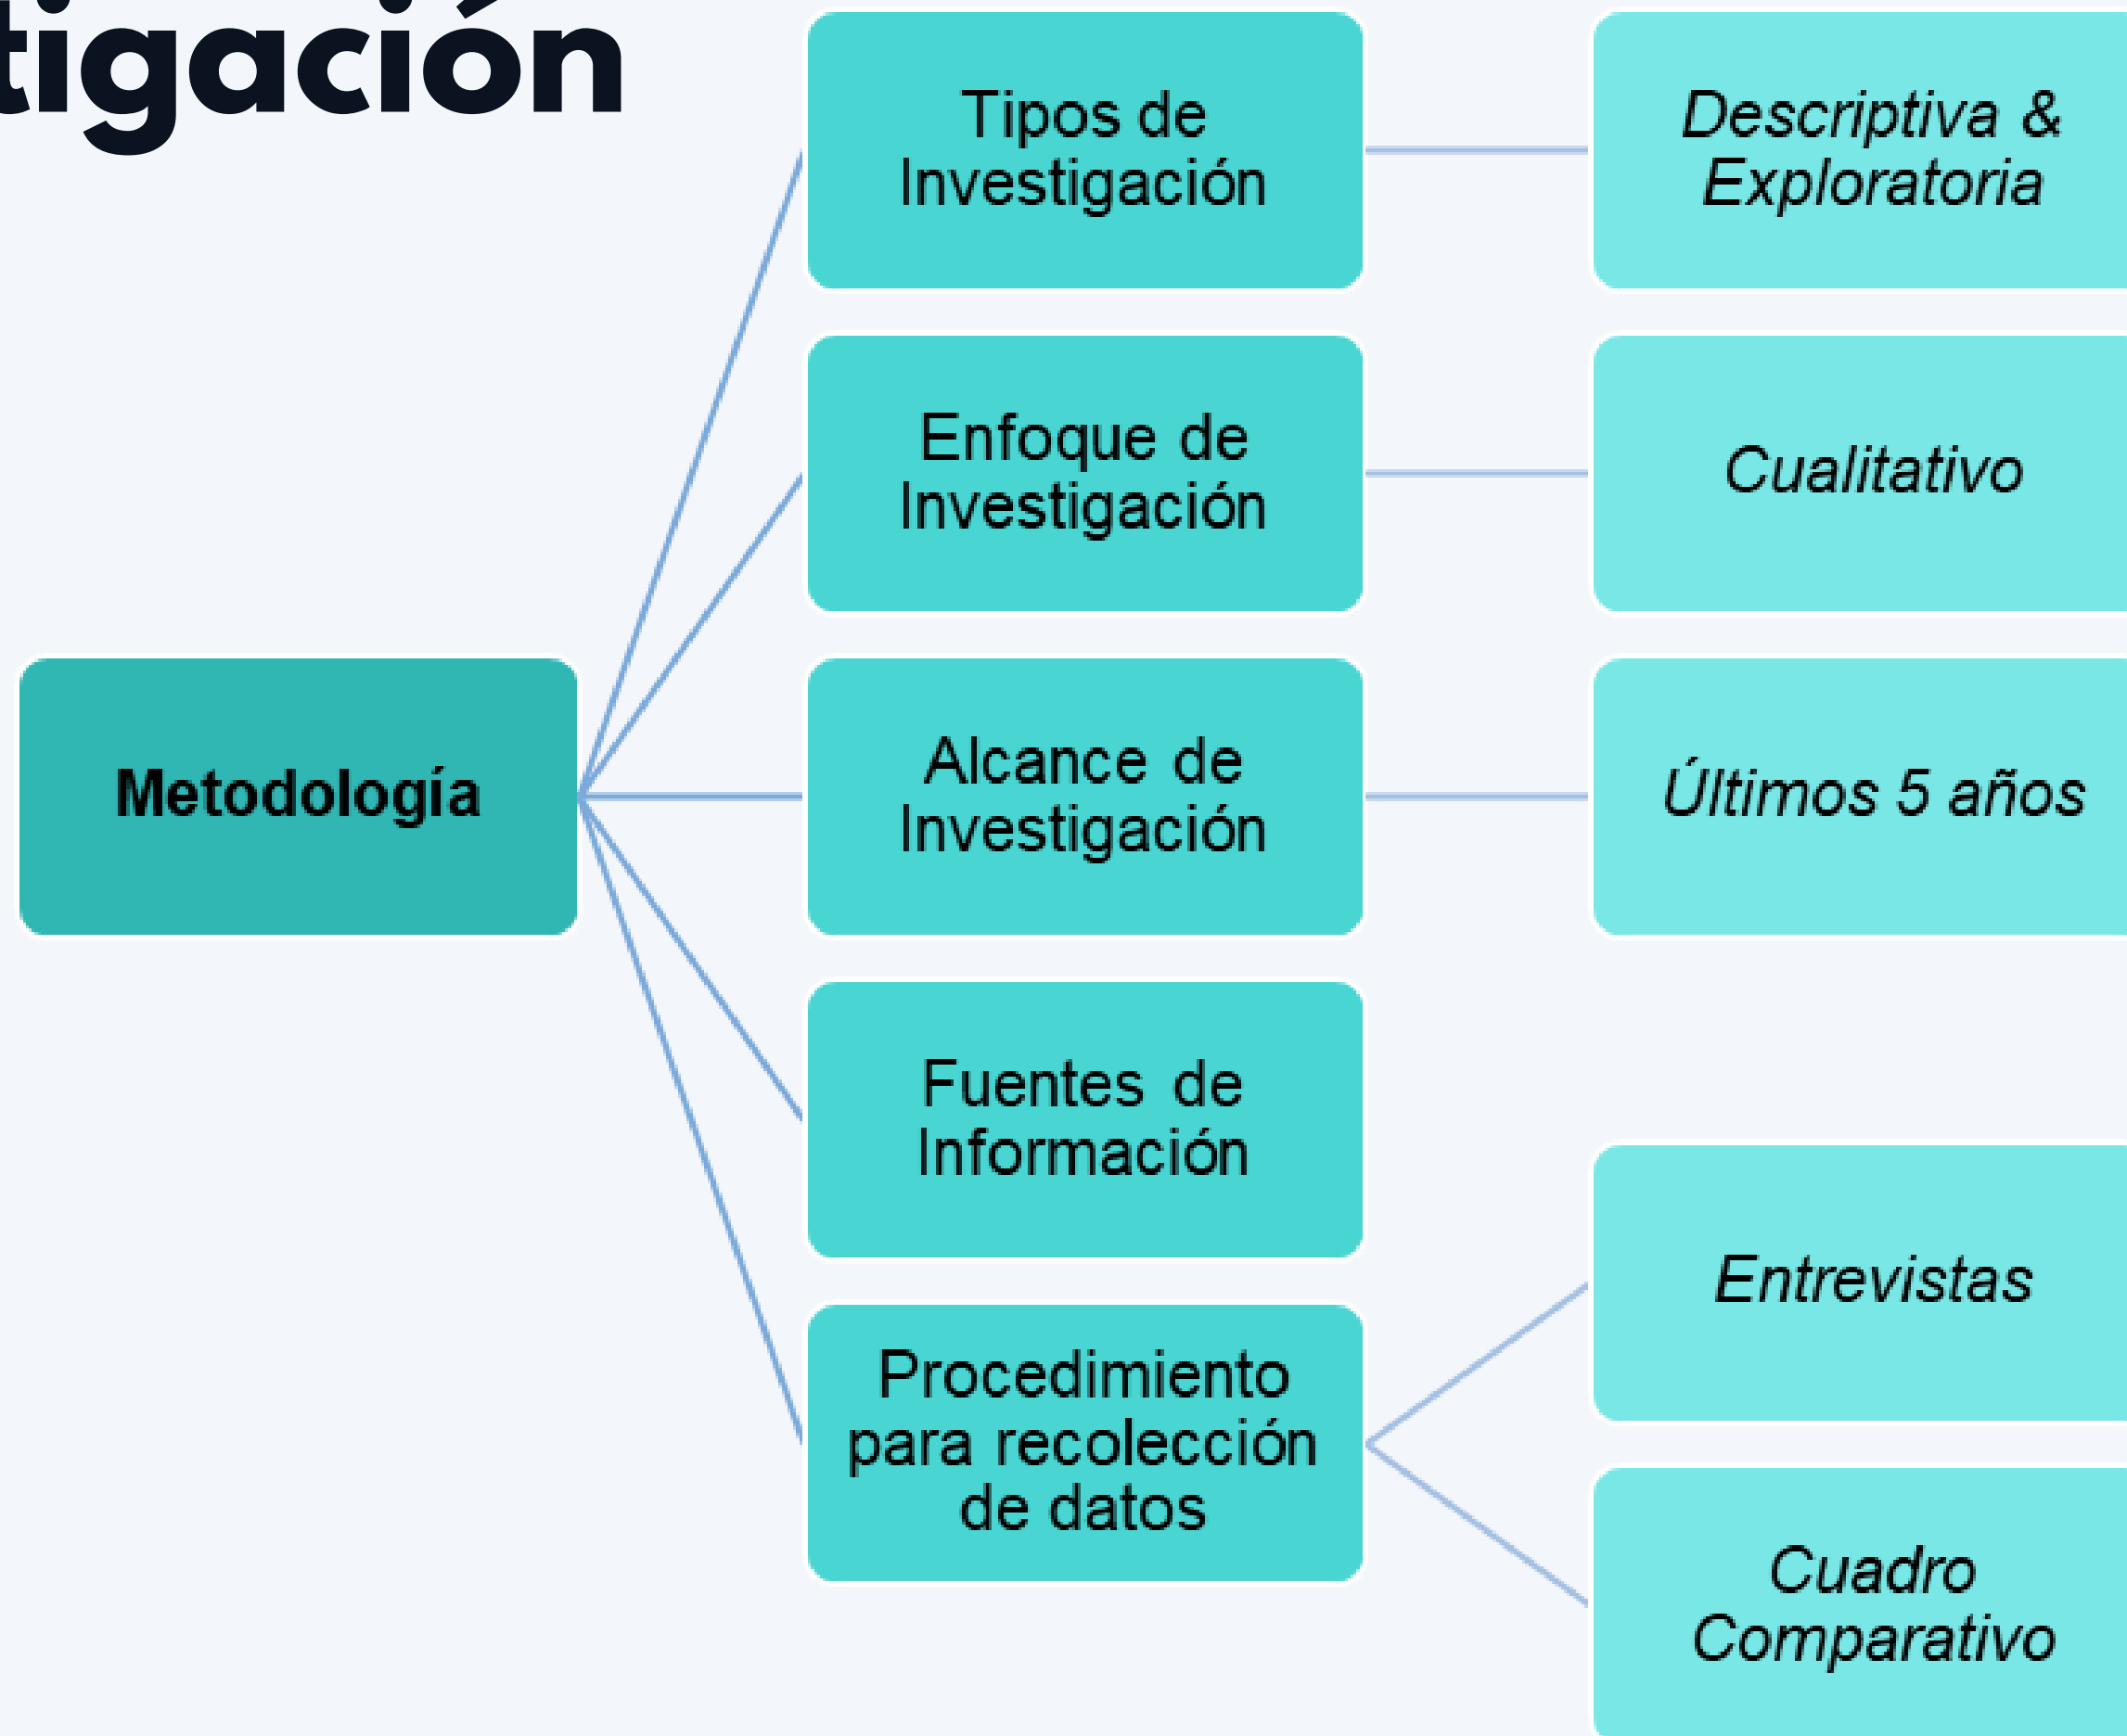 tigación
Tipos de
Investigación
Descriptiva &
Exploratoria
Enfoque de
Investigación
Cualitativo
Metodología
Alcance de
Investigación
Últimos 5 años
Fuentes de
Información
Procedimiento
para recolección
de datos
Entrevistas
Cuadro
Comparativo